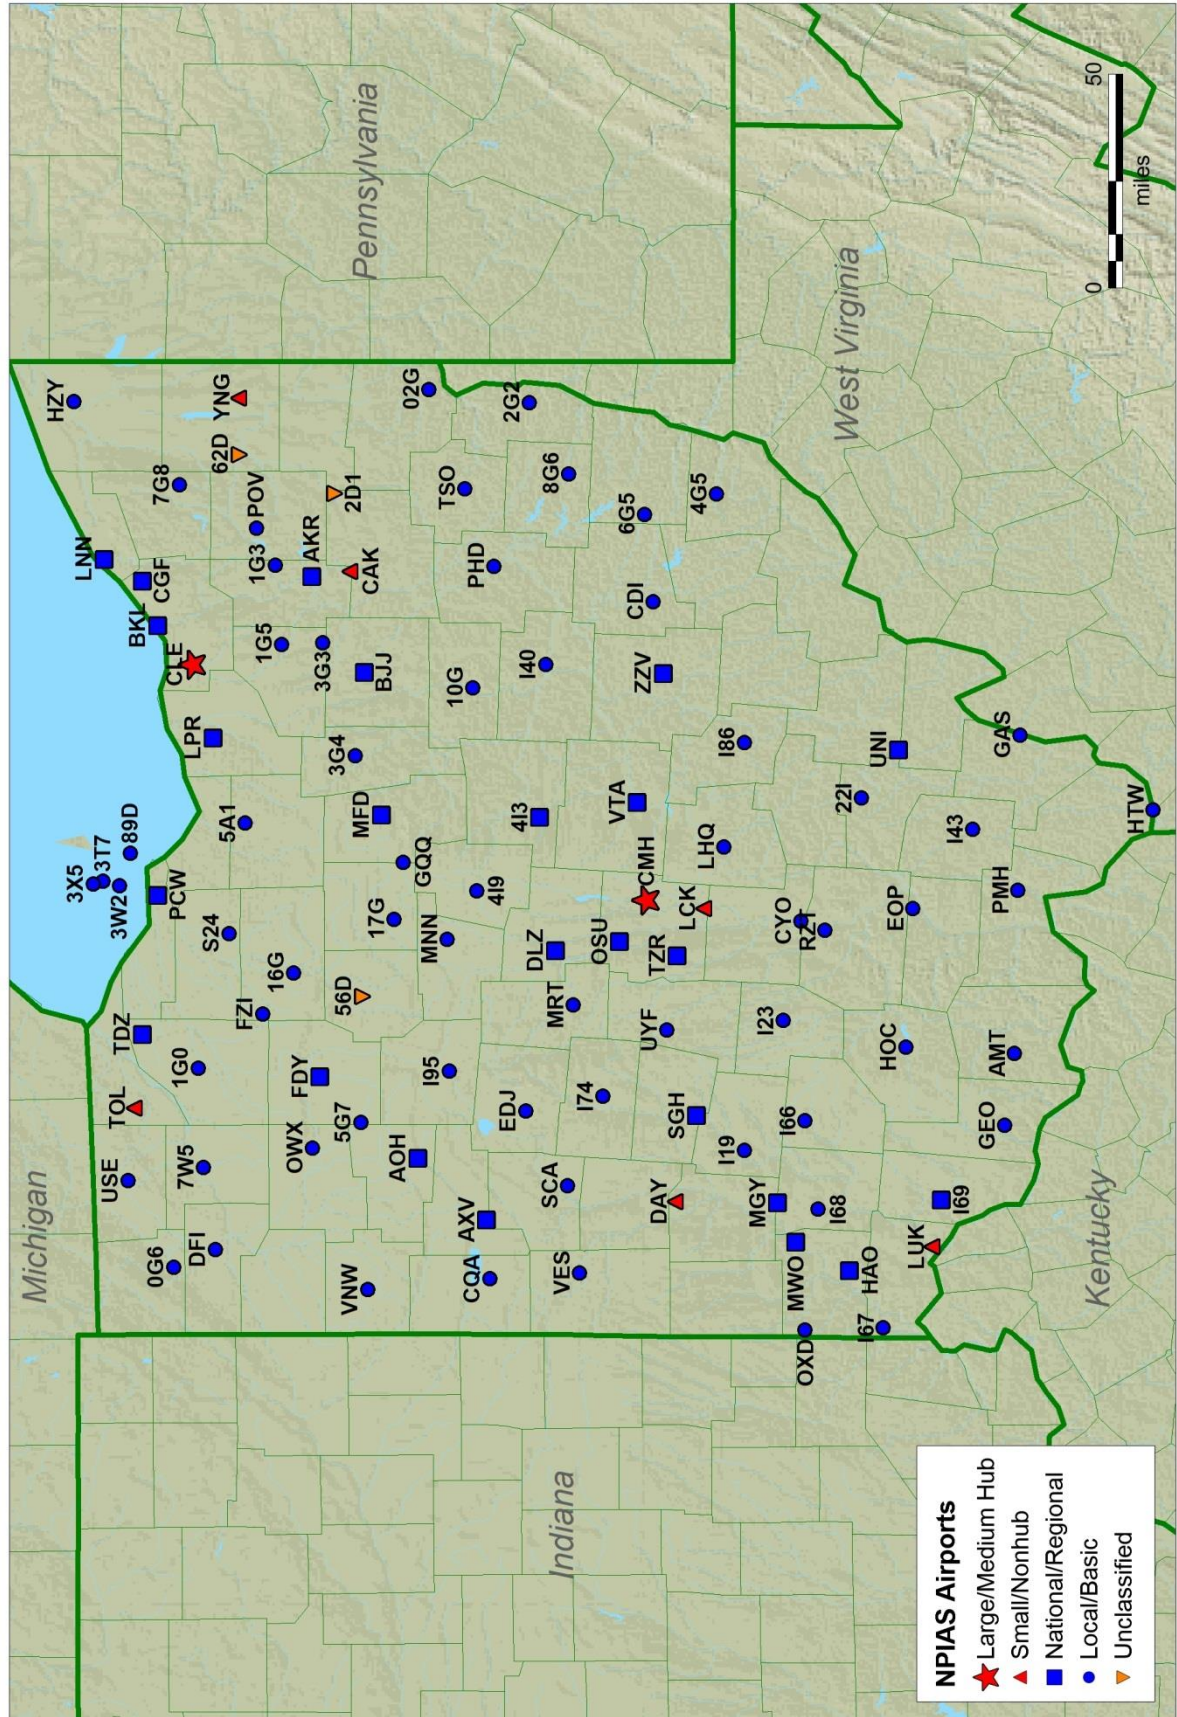 Michigan
Pennsylvania
Indiana
West Virginia
Kentucky
HZY
YNG
62D
7G8
POV
LNN
CGF
BKL
CLE
1G3
AKR
2D1
CAK
02G
2G2
TSO
8G6
PHD
6G5
4G5
CDI
1G5
3G3
BJJ
10G
I40
ZZV
LPR
3G4
I86
UNI
GAS
5A1
MFD
4I3
VTA
22I
HTW
89D
3T7
3X5
3W2
PCW
GQQ
4I9
CMH
LHQ
I43
S24
17G
MNN
DLZ
OSU
TZR
LCK
CYO
RZT
EOP
PMH
16G
FZI
56D
MRT
UYF
I23
HOC
AMT
TDZ
1G0
FDY
I95
I74
EDJ
SGH
I66
GEO
TOL
5G7
OWX
AOH
I19
USE
7W5
SCA
DAY
MGY
I68
I69
AXV
0G6
DFI
VNW
CQA
VES
MWO
HAO
LUK
OXD
I67
NPIAS Airports
Large/Medium Hub
Small/Nonhub
National/Regional
Local/Basic
Unclassified
0
50
miles